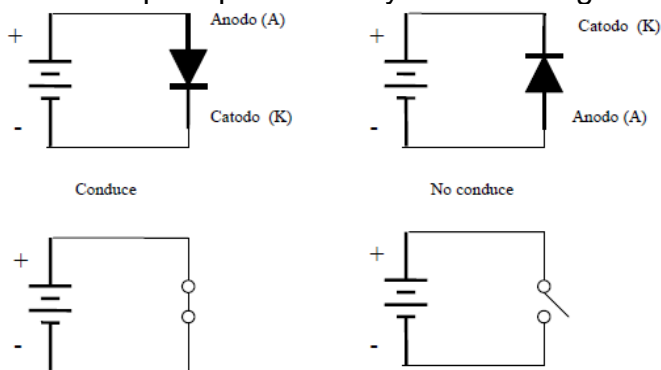 +
Anodo (A)
-
Catodo (K)
Conduce
+
Catodo (K)
-
Anodo (A)
No conduce
+
-
+
-